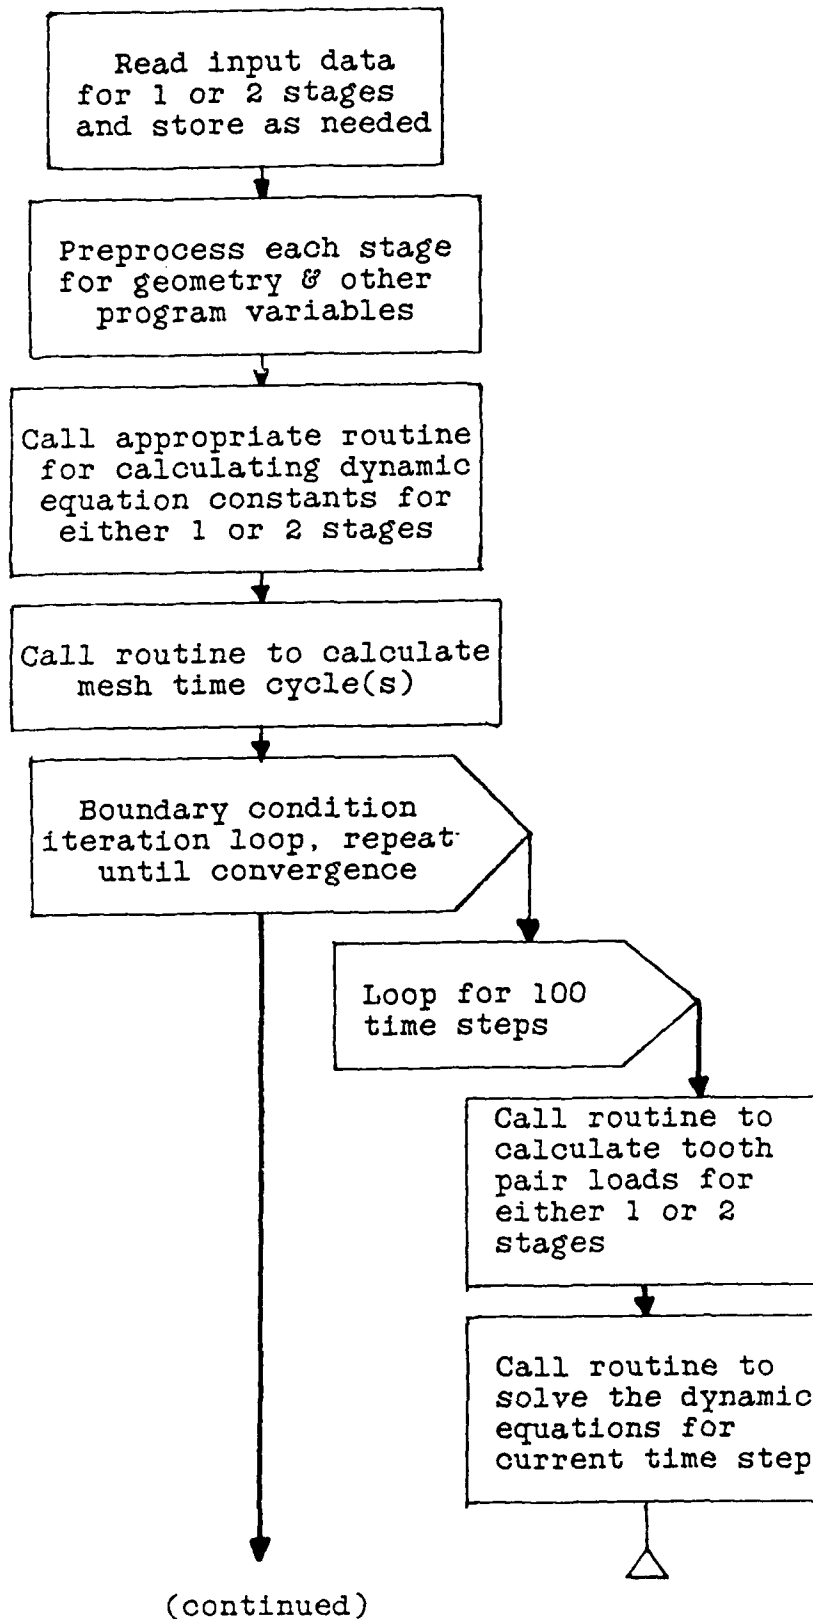 Read input data
for 1 or 2 stages
and store as needed
Preprocess each stage
for geometry & other
program variables
Call appropriate routine
for calculating dynamic
equation constants for
either 1 or 2 stages
Call routine to calculate
mesh time cycle(s)
Boundary condition
iteration loop, repeat
until convergence
Loop for 100
time steps
Call routine to
calculate tooth
pair loads for
either 1 or 2
stages
Call routine to
solve the dynamic
equations for
current time step
(continued)